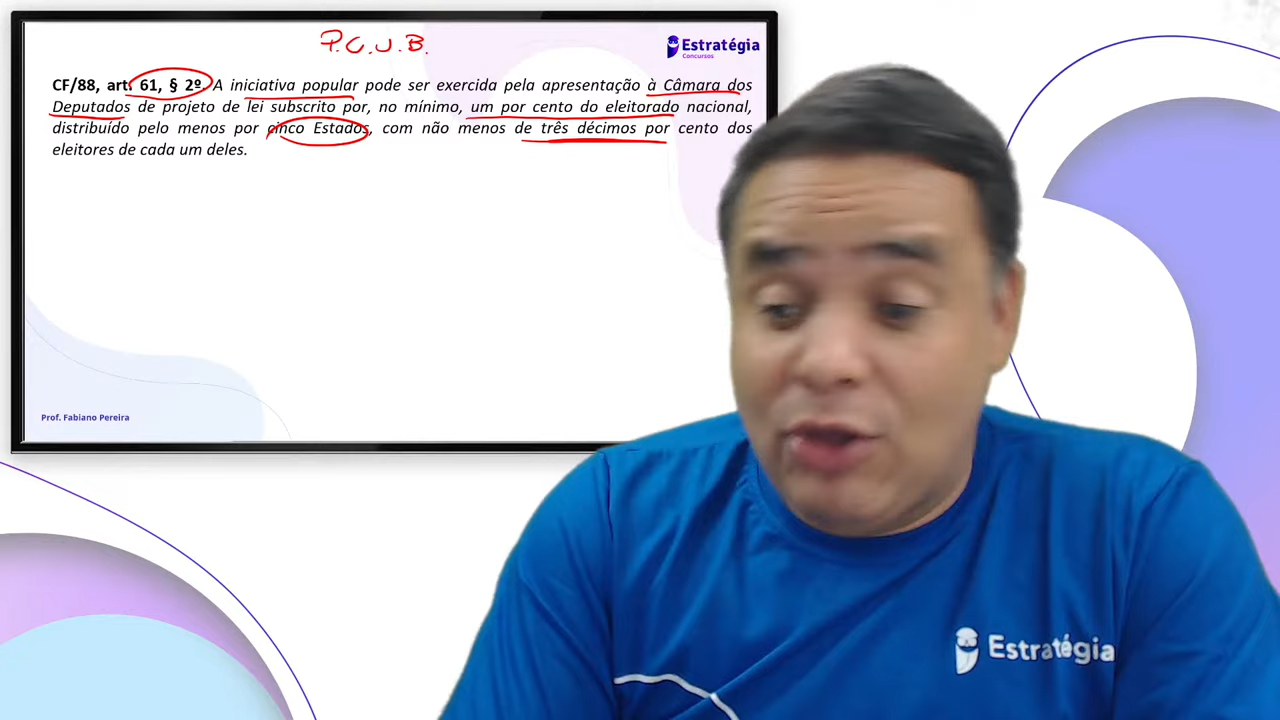 P.C.J.B.
Estratégia
Concursos
CF/88, art. 61, § 2º. A iniciativa popular pode ser exercida pela apresentação à Câmara dos
Deputados de projeto de lei subscrito por, no mínimo, um por cento do eleitorado nacional,
distribuído pelo menos por cinco Estados, com não menos de três décimos por cento dos
eleitores de cada um deles.
Prof. Fabiano Pereira
Estratégia